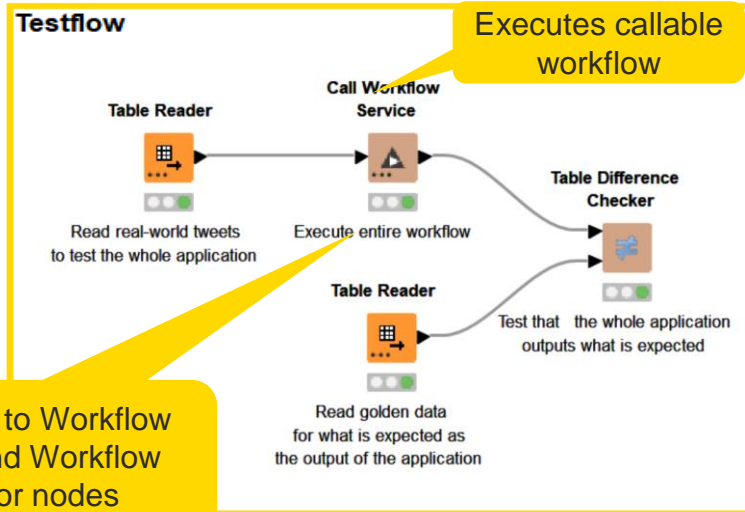 Testflow
Executes callable
workflow
Call Workflow
Service
Table Reader
Read real-world tweets
to test the whole application
Execute entire workflow
Table Difference
Checker
Test that the whole application
outputs what is expected
Table Reader
Read golden data
for what is expected as
the output of the application
to Workflow
Workflow
nodes